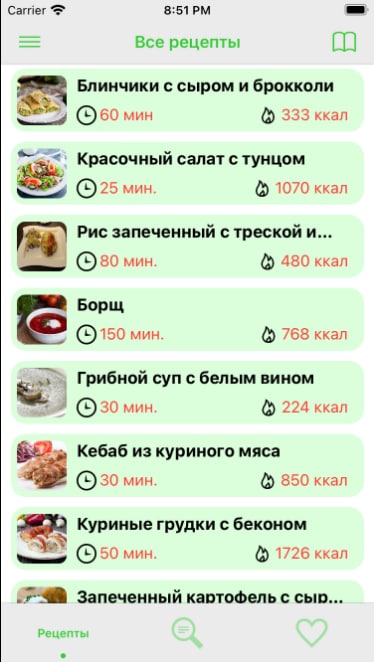 Carrier 8:51 PM
Все рецепты
Блинчики с сыром и брокколи
60 мин 333 ккал
Красочный салат с тунцом
25 мин. 1070 ккал
Рис запеченный с треской и...
80 мин. 480 ккал
Борщ
150 мин. 768 ккал
Грибной суп с белым вином
30 мин. 224 ккал
Кебаб из куриного мяса
30 мин. 850 ккал
Куриные грудки с беконом
50 мин. 1726 ккал
Запеченный картофель с сыр...
Рецепты